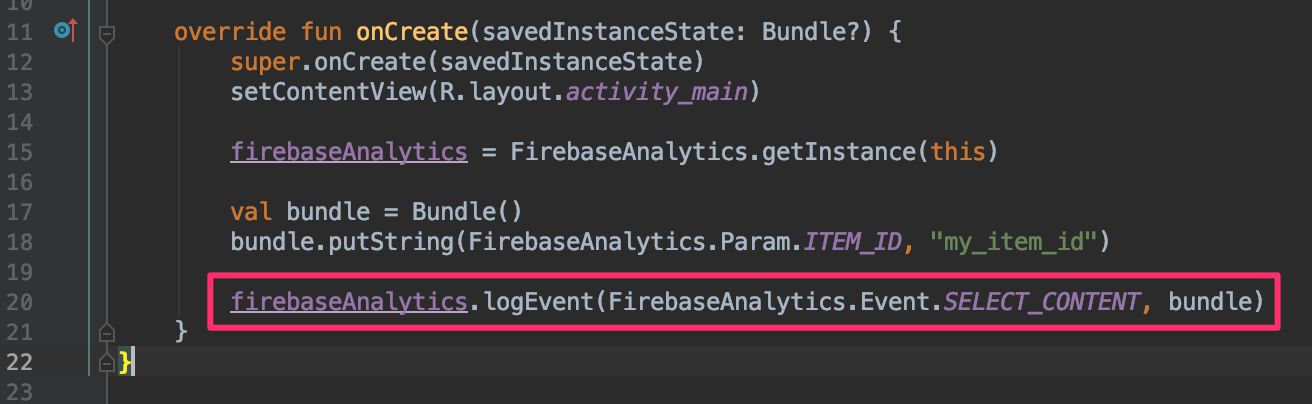 10
11 override fun onCreate(savedInstanceState: Bundle?) {
12 super.onCreate(savedInstanceState)
13 setContentView(R.layout.activity_main)
14
15 firebaseAnalytics = FirebaseAnalytics.getInstance(this)
16
17 val bundle = Bundle()
18 bundle.putString(FirebaseAnalytics.Param.ITEM_ID, "my_item_id")
19
20 firebaseAnalytics.logEvent(FirebaseAnalytics.Event.SELECT_CONTENT, bundle)
21 }
22 }
23